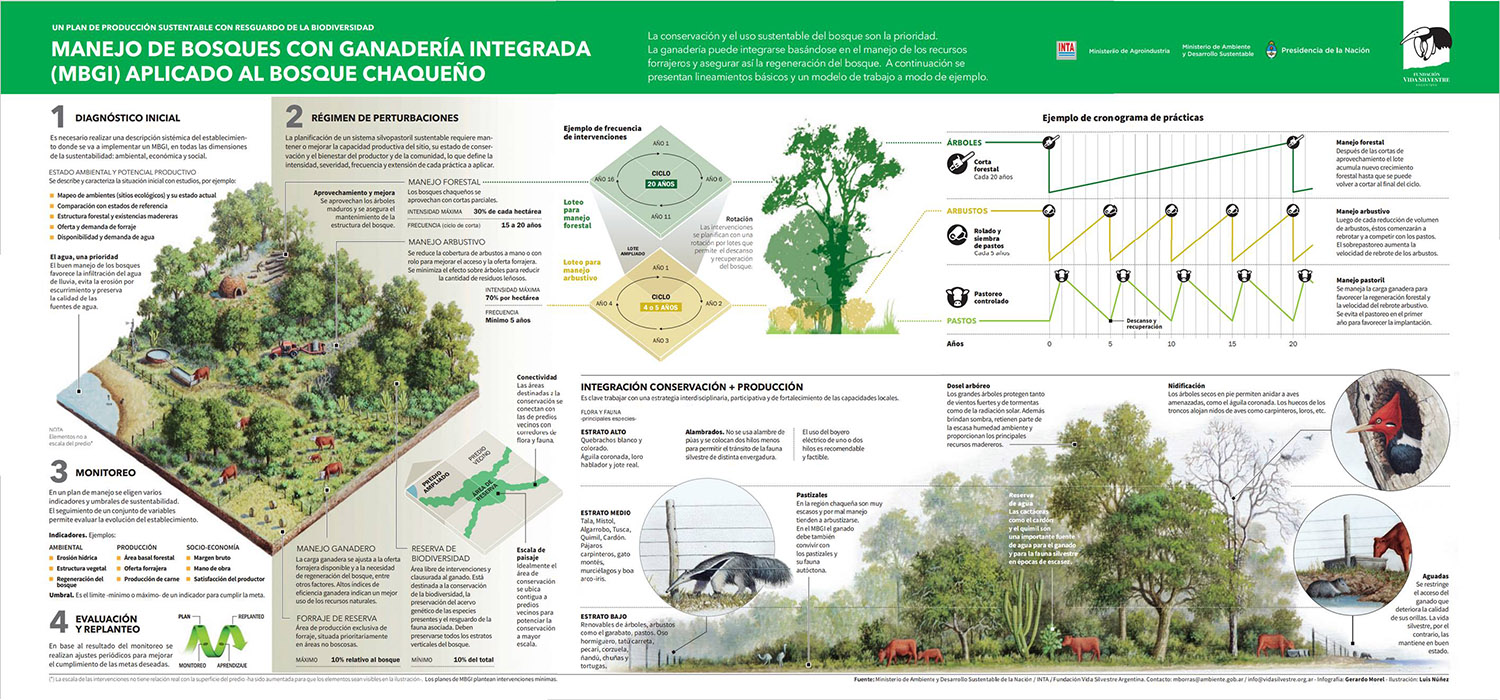 UN PLAN DE PRODUCCIÓN SUSTENTABLE CON RESGUARDO DE LA BIODIVERSIDAD
MANEJO DE BOSQUES CON GANADERÍA INTEGRADA
(MBGI) APLICADO AL BOSQUE CHAQUEÑO
La conservación y el uso sustentable del bosque son la prioridad.
La ganadería puede integrarse basándose en el manejo de los recursos
forrajeros y asegurar así la regeneración del bosque. A continuación se
presentan lineamientos básicos y un modelo de trabajo a modo de ejemplo.
INTA
Ministerio de Agroindustria
Ministerio de Ambiente
y Desarrollo Sustentable
Presidencia de la Nación
FUNDACIÓN
VIDA SILVESTRE
ARGENTINA
1 DIAGNÓSTICO INICIAL
Es necesario realizar una descripción sistémica del establecimien-
to donde se va a implementar un MBGI, en todas las dimensiones
de la sustentabilidad: ambiental, económica y social.
ESTADO AMBIENTAL Y POTENCIAL PRODUCTIVO
Se describe y caracteriza la situación inicial con estudios, por ejemplo:
Mapeo de ambientes (sitios ecológicos) y su estado actual
Comparación con estados de referencia
Estructura forestal y existencias madereras
Oferta y demanda de forraje
Disponibilidad y demanda de agua
El agua, una prioridad
El buen manejo de los bosques
favorece la infiltración del agua
de lluvia, evita la erosión por
escurrimiento y preserva
la calidad de las
fuentes de agua.
NOTA
Elementos no a
escala del predio*
2 RÉGIMEN DE PERTURBACIONES
La planificación de un sistema silvopastoril sustentable requiere man-
tener o mejorar la capacidad productiva del sitio, su estado de conser-
vación y el bienestar del productor y de la comunidad, lo que define la
intensidad, severidad, frecuencia y extensión de cada práctica a aplicar.
Aprovechamiento y mejora
Se aprovechan los árboles
maduros y se asegura el
mantenimiento de la
estructura del bosque.
MANEJO FORESTAL
Los bosques chaqueños se
aprovechan con cortas parciales.
INTENSIDAD MÁXIMA 30% de cada hectárea
FRECUENCIA (ciclo de corta) 15 a 20 años
MANEJO ARBUSTIVO
Se reduce la cobertura de arbustos a mano o con
rolo para mejorar el acceso y la oferta forrajera.
Se minimiza el efecto sobre árboles para reducir
la cantidad de residuos leñosos.
INTENSIDAD MÁXIMA
70% por hectárea
FRECUENCIA
Mínimo 5 años
Ejemplo de frecuencia
de intervenciones
AÑO 1
AÑO 16
CICLO
20 AÑOS
AÑO 6
AÑO 11
Loteo
para
manejo
forestal
LOTE
AMPLIADO
Rotación
Las intervenciones
se planifican con una
rotación por lotes que
permite el descanso
y recuperación
del bosque.
Loteo para
manejo
arbustivo
AÑO 1
AÑO 4
CICLO
4 o 5 AÑOS
AÑO 2
AÑO 3
Ejemplo de cronograma de prácticas
ÁRBOLES
Corta
forestal
Cada 20 años
Manejo forestal
Después de las cortas de
aprovechamiento el lote
acumula nuevo crecimiento
forestal hasta que se puede
volver a cortar al final del ciclo.
ARBUSTOS
Rolado y
siembra
de pastos
Cada 5 años
Manejo arbustivo
Luego de cada reducción de volumen
de arbustos, éstos comenzarán a
rebrotar y a competir con los pastos.
El sobrepastoreo aumenta la
velocidad de rebrote de los arbustos.
Pastoreo
controlado
PASTOS
Descanso y
recuperación
Manejo pastoril
Se maneja la carga ganadera para
favorecer la regeneración forestal y
la velocidad del rebrote arbustivo.
Se evita el pastoreo en el primer
año para favorecer la implantación.
Años 0 5 10 15 20
Conectividad
Las áreas
destinadas a la
conservación se
conectan con
las de predios
vecinos con
corredores de
flora y fauna.
PREDIO
AMPLIADO
PREDIO
VECINO
ÁREA DE
RESERVA
Escala de
paisaje
Idealmente el
área de
conservación
se ubica
contigua a
predios
vecinos para
potenciar la
conservación
a mayor
escala.
3 MONITOREO
En un plan de manejo se eligen varios
indicadores y umbrales de sustentabilidad.
El seguimiento de un conjunto de variables
permite evaluar la evolución del establecimiento.
Indicadores. Ejemplos:
AMBIENTAL PRODUCCIÓN SOCIO-ECONOMÍA
Erosión hídrica Área basal forestal Margen bruto
Estructura vegetal Oferta forrajera Mano de obra
Regeneración del bosque Producción de carne Satisfacción del productor
Umbral. Es el límite -mínimo o máximo- de un indicador para cumplir la meta.
4 EVALUACIÓN
Y REPLANTEO
En base al resultado del monitoreo se
realizan ajustes periódicos para mejorar
el cumplimiento de las metas deseadas.
PLAN
REPLANTEO
MONITOREO
APRENDIZAJE
MANEJO GANADERO
La carga ganadera se ajusta a la oferta
forrajera disponible y a la necesidad
de regeneración del bosque, entre
otros factores. Altos índices de
eficiencia ganadera indican un mejor
uso de los recursos naturales.
FORRAJE DE RESERVA
Área de producción exclusiva de
forraje, situada prioritariamente
en áreas no boscosas.
MÁXIMO 10% relativo al bosque
RESERVA DE
BIODIVERSIDAD
Área libre de intervenciones y
clausurada al ganado. Está
destinada a la conservación
de la biodiversidad, la
preservación del acervo
genético de las especies
presentes y el resguardo de la
fauna asociada. Deben
preservarse todos los estratos
verticales del bosque.
MÍNIMO 10% del total
INTEGRACIÓN CONSERVACIÓN + PRODUCCIÓN
Es clave trabajar con una estrategia interdisciplinaria, participativa y de fortalecimiento de las capacidades locales.
FLORA Y FAUNA
-principales especies-
ESTRATO ALTO
Quebrachos blanco y
colorado.
Águila coronada, loro
hablador y jote real.
Alambrados. No se usa alambre de
púas y se colocan dos hilos menos
para permitir el tránsito de la fauna
silvestre de distinta envergadura.
El uso del boyero
eléctrico de uno o dos
hilos es recomendable
y factible.
ESTRATO MEDIO
Tala, Mistol,
Algarrobo, Tusca,
Quimil, Cardón.
Pájaros
carpinteros, gato
montés,
murciélagos y boa
arco-iris.
ESTRATO BAJO
Renovables de árboles, arbustos
como el garabato, pastos. Oso
hormiguero, tatú carreta,
pecarí, corzuela,
ñandú, chuñas y
tortugas.
Pastizales
En la región chaqueña son muy
escasos y por mal manejo
tienden a arbustizarse.
En el MBGI el ganado
debe también
convivir con
los pastizales y
su fauna
autóctona.
Dosel arbóreo
Los grandes árboles protegen tanto
de vientos fuertes y de tormentas
como de la radiación solar. Además
brindan sombra, retienen parte de
la escasa humedad ambiente y
proporcionan los principales
recursos madereros.
Nidificación
Los árboles secos en pie permiten anidar a aves
amenazadas, como el águila coronada. Los huecos de los
troncos alojan nidos de aves como carpinteros, loros, etc.
Reserva
de agua
Las cactáceas
como el cardón
y el quimil son
una importante fuente
de agua para el ganado
y para la fauna silvestre
en épocas de escasez.
Aguadas
Se restringe
el acceso del
ganado que
deteriora la calidad
de sus orillas. La vida
silvestre, por el
contrario, las
mantiene en buen
estado.
(*) La escala de las intervenciones no tiene relación real con la superficie del predio -ha sido aumentada para que los elementos sean visibles en la ilustración-. Los planes de MBGI plantean intervenciones mínimas.
Fuente: Ministerio de Ambiente y Desarrollo Sustentable de la Nación / INTA / Fundación Vida Silvestre Argentina. Contacto: mborras@ambiente.gob.ar / info@vidasilvestre.org.ar - Infografía: Gerardo Morel - Ilustración: Luis Núñez